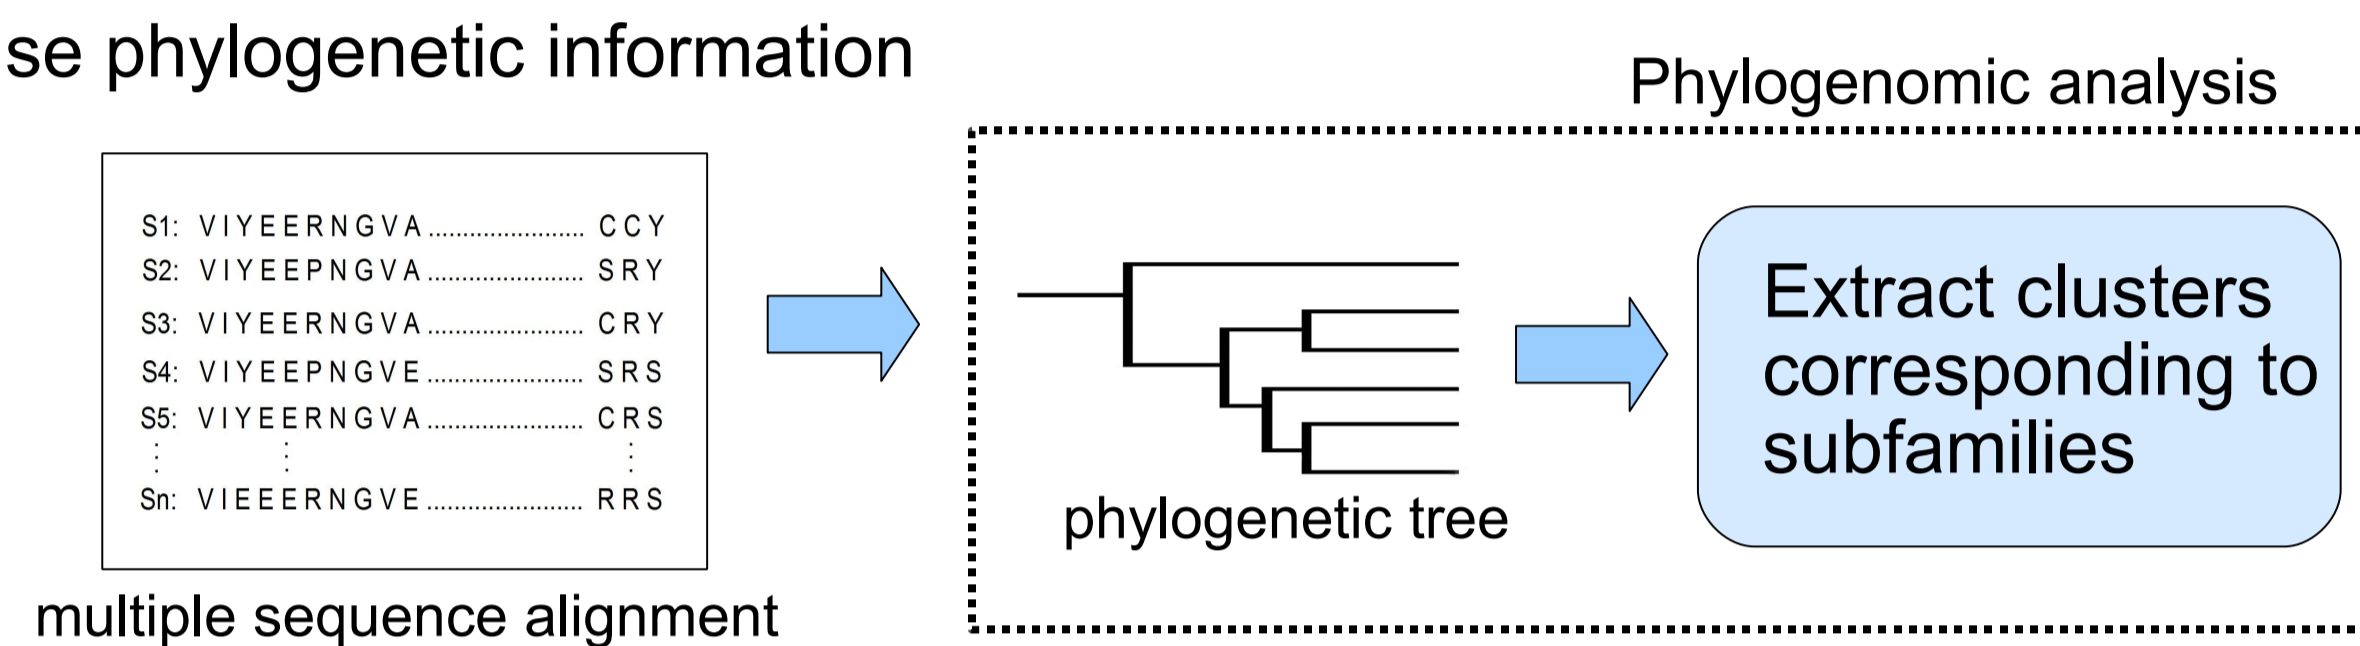 se phylogenetic information
Phylogenomic analysis
S1: VIYEERNGVA ....................... CCY
S2: VIYEEPNGVA ....................... SRY
S3: VIYEERNGVA ....................... CRY
S4: VIYEEPNGVE ....................... SRS
S5: VIYEERNGVA ....................... CRS
Sn: VIEEERNGVE ....................... RRS
multiple sequence alignment
phylogenetic tree
Extract clusters
corresponding to
subfamilies